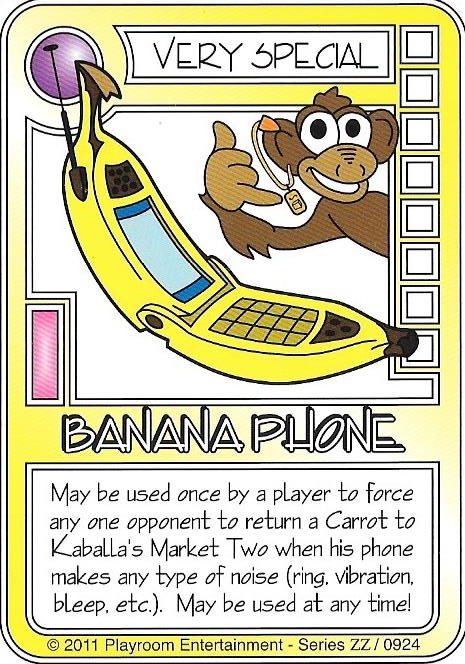 VERY SPECIAL
BANANA PHONE
May be used once by a player to force
any one opponent to return a Carrot to
Kaballa's Market Two when his phone
makes any type of noise (ring, vibration,
bleep, etc.). May be used at any time!
© 2011 Playroom Entertainment - Series ZZ / 0924